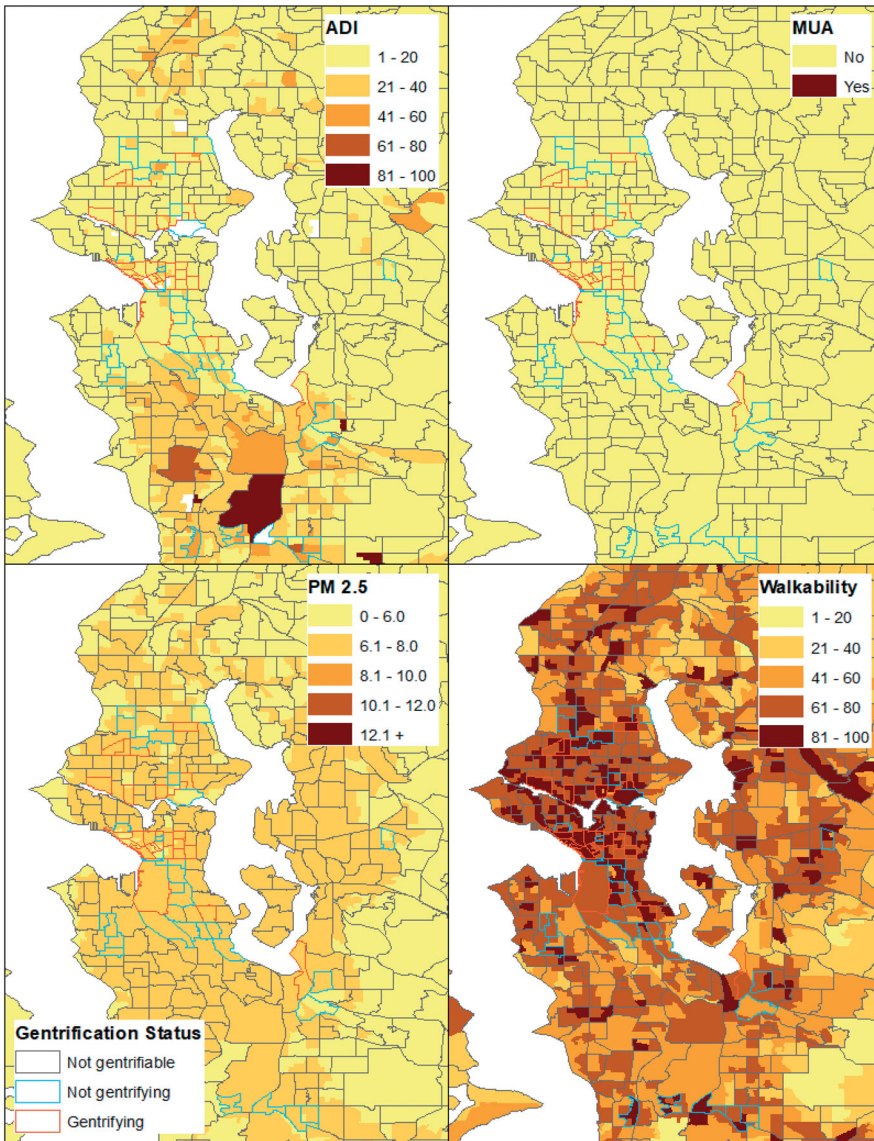 ADI
1 - 20
21 - 40
41 - 60
61 - 80
81 - 100
MUA
No
Yes
PM 2.5
0 - 6.0
6.1 - 8.0
8.1 - 10.0
10.1 - 12.0
12.1 +
Walkability
1 - 20
21 - 40
41 - 60
61 - 80
81 - 100
Gentrification Status
Not gentrifiable
Not gentrifying
Gentrifying